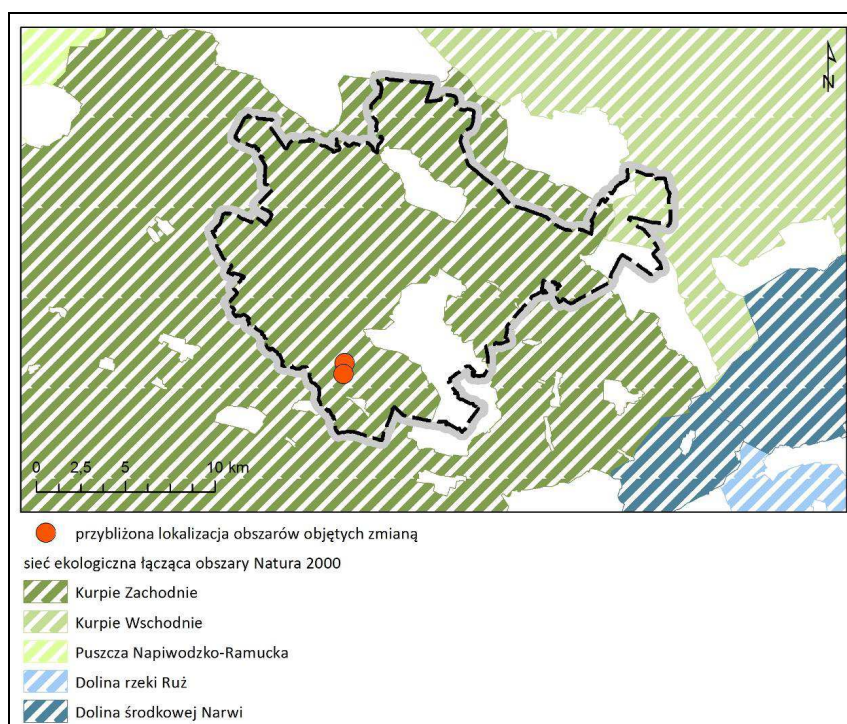 N
0 2,5 5 10 km
przybliżona lokalizacja obszarów objętych zmianą
sieć ekologiczna łącząca obszary Natura 2000
Kurpie Zachodnie
Kurpie Wschodnie
Puszcza Napiwodzko-Ramucka
Dolina rzeki Ruż
Dolina środkowej Narwi